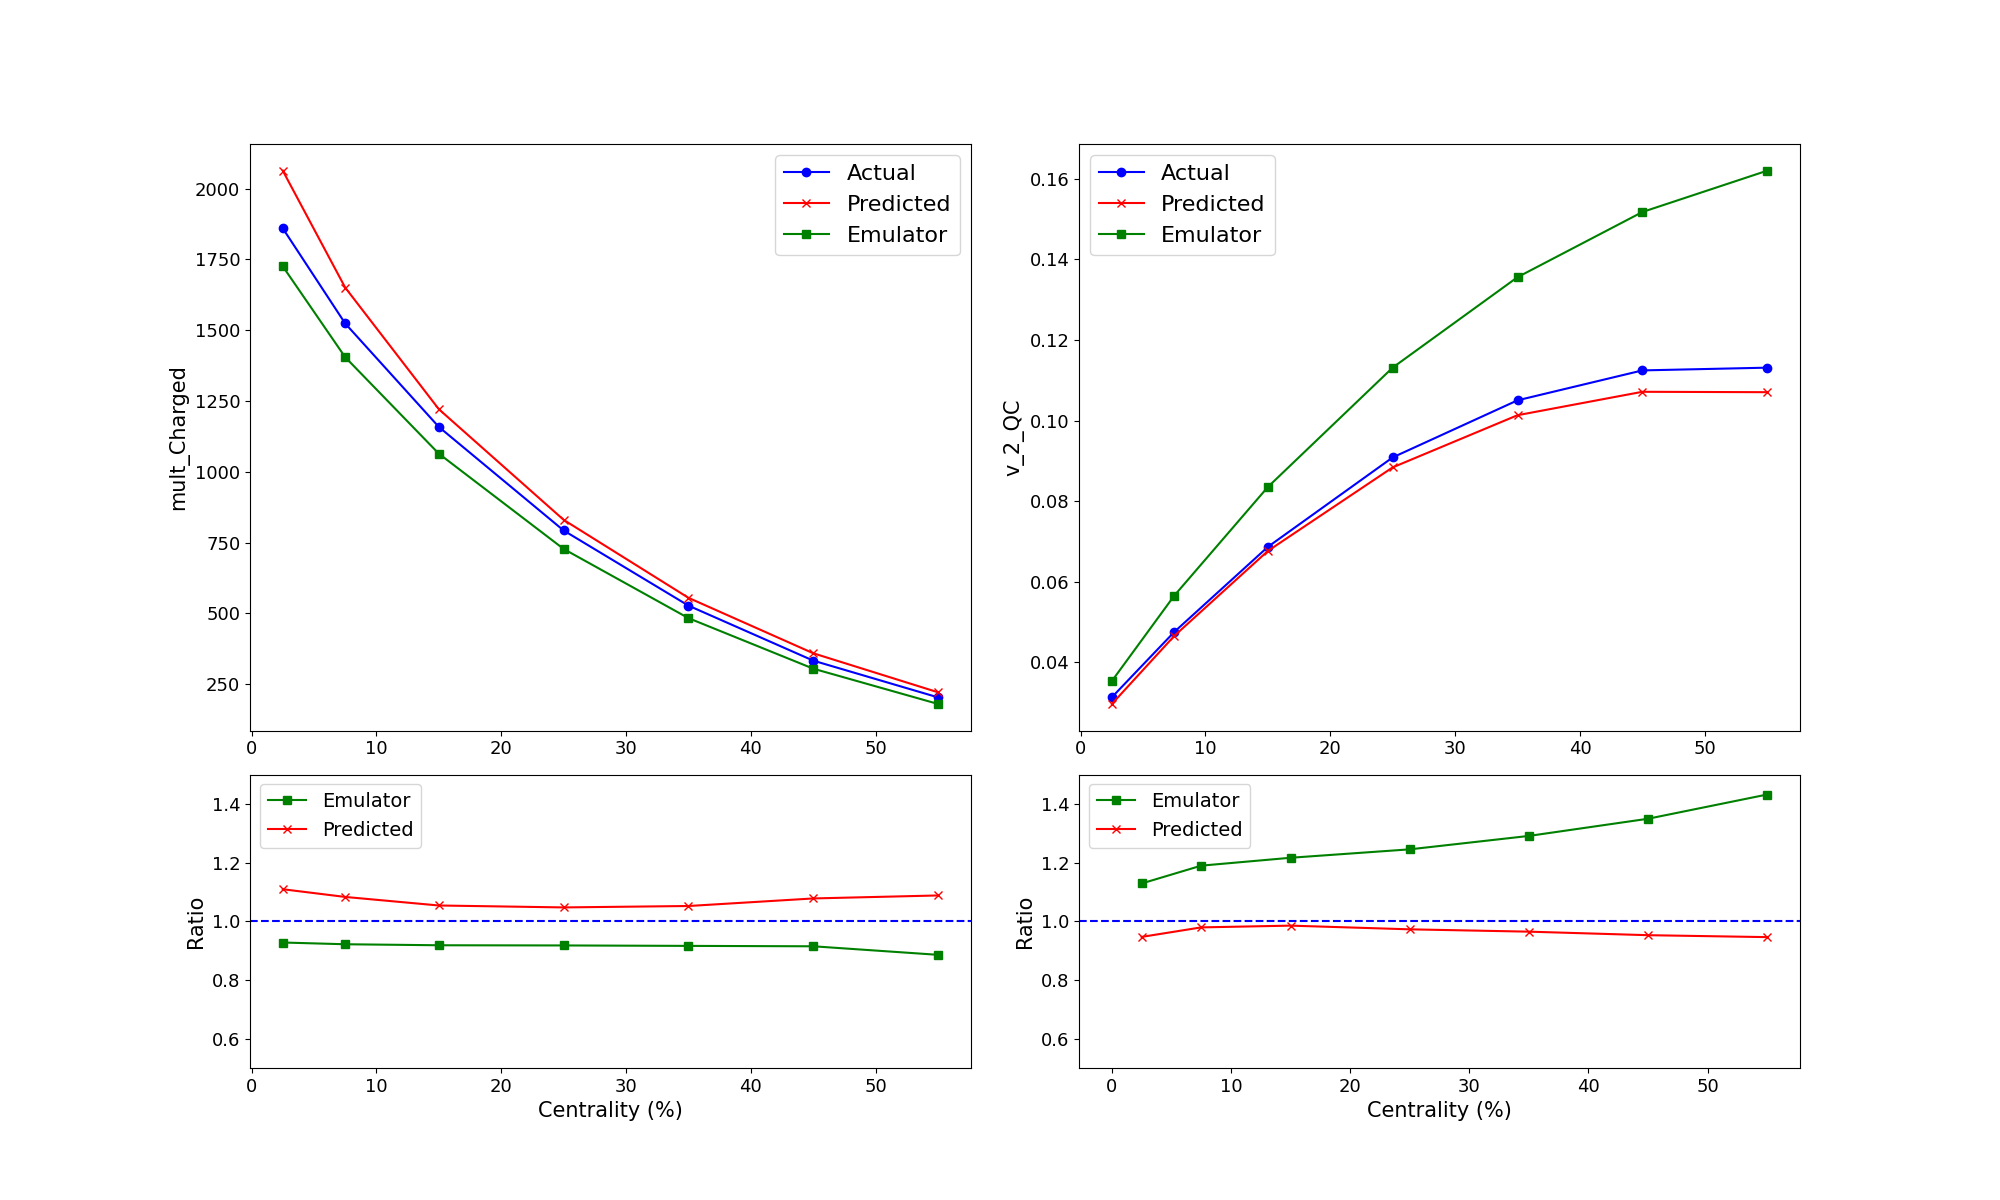 Actual
Predicted
Emulator
mult_Charged
2000
1750
1500
1250
1000
750
500
250
0 10 20 30 40 50
Actual
Predicted
Emulator
v_2_QC
0.16
0.14
0.12
0.10
0.08
0.06
0.04
0 10 20 30 40 50
Emulator
Predicted
Ratio
1.4
1.2
1.0
0.8
0.6
0 10 20 30 40 50
Centrality (%)
Emulator
Predicted
Ratio
1.4
1.2
1.0
0.8
0.6
0 10 20 30 40 50
Centrality (%)